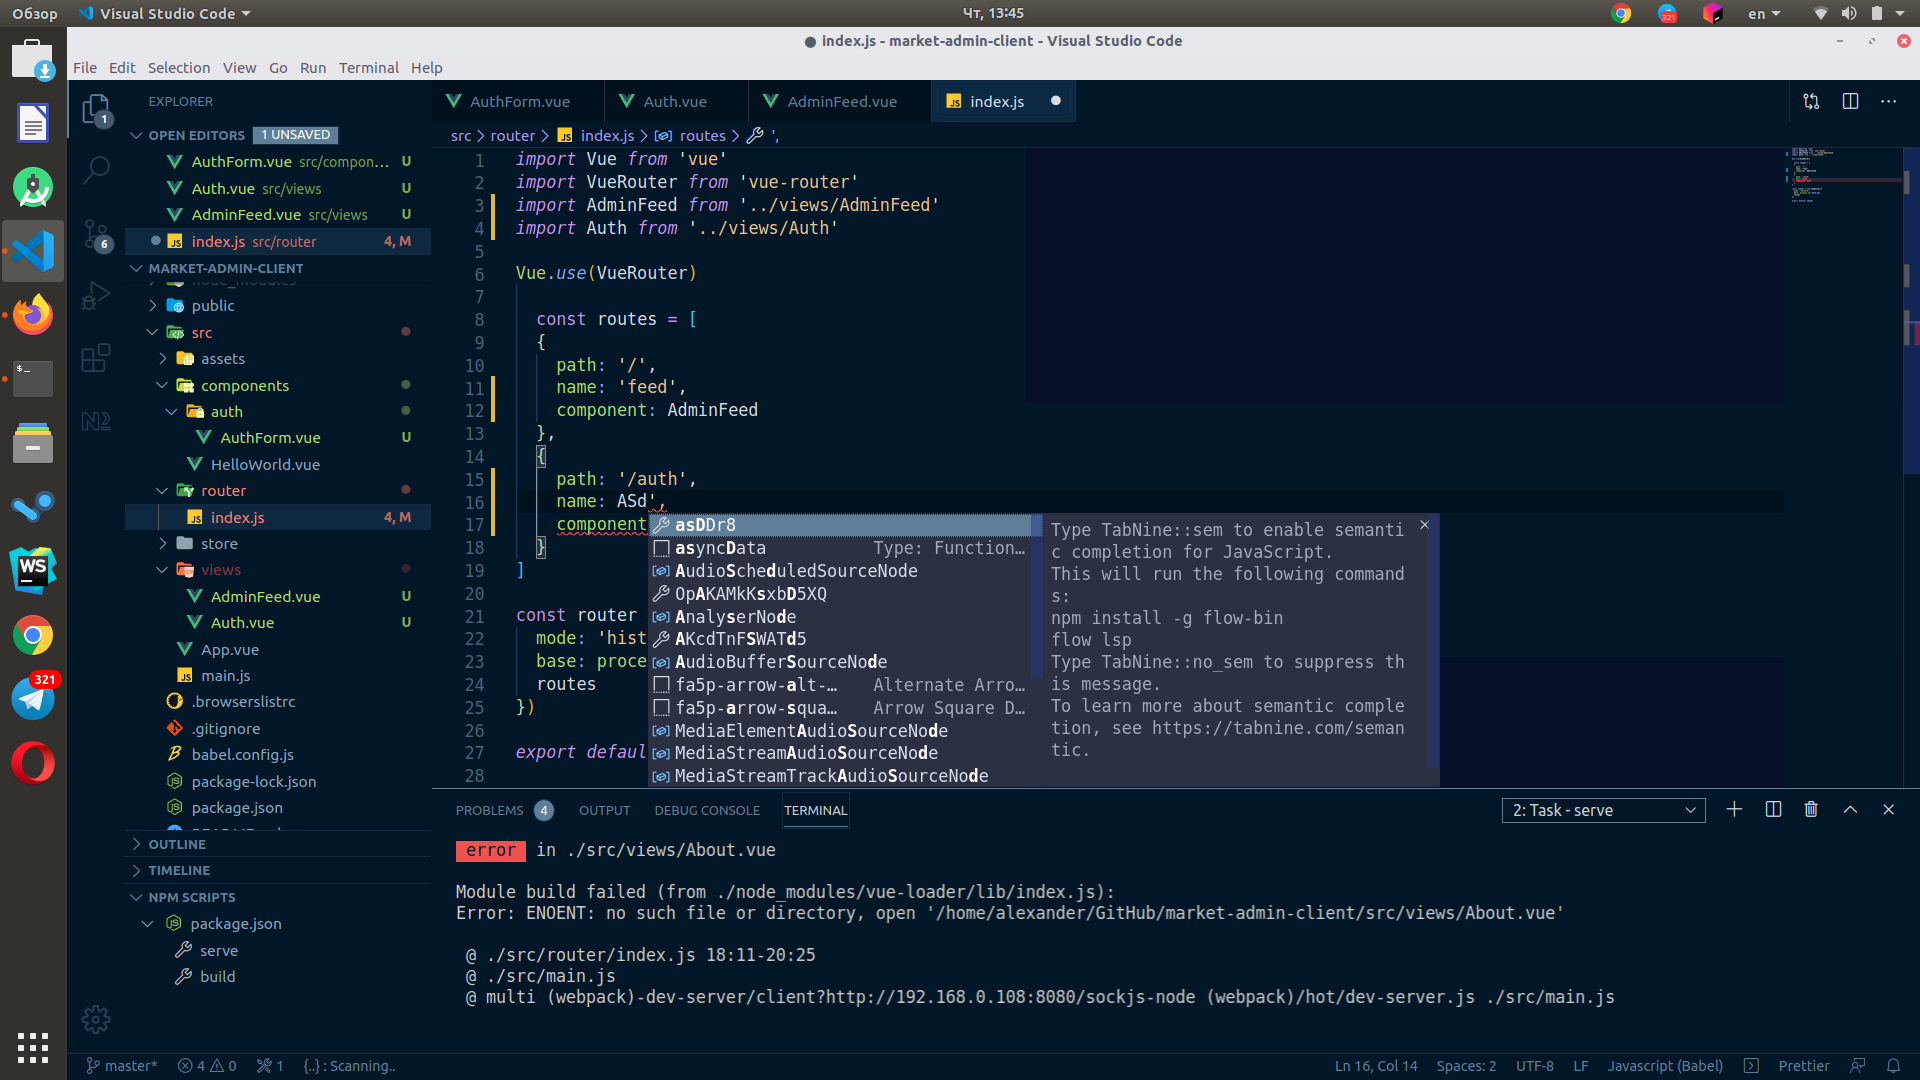 Обзор Visual Studio Code Чт, 13:45 321 en
● index.js - market-admin-client - Visual Studio Code
File Edit Selection View Go Run Terminal Help
EXPLORER
OPEN EDITORS 1 UNSAVED
AuthForm.vue src/compon... U
Auth.vue src/views U
AdminFeed.vue src/views U
index.js src/router 4, M
MARKET-ADMIN-CLIENT
node_modules
public
src
assets
components
auth
AuthForm.vue U
HelloWorld.vue
router
index.js 4, M
store
views
AdminFeed.vue U
Auth.vue U
App.vue
main.js
.browserslistrc
.gitignore
babel.config.js
package-lock.json
package.json
OUTLINE
TIMELINE
NPM SCRIPTS
package.json
serve
build
1
6
WS
321
AuthForm.vue Auth.vue AdminFeed.vue JS index.js
src > router > JS index.js > routes > ',
1 import Vue from 'vue'
2 import VueRouter from 'vue-router'
3 import AdminFeed from '../views/AdminFeed'
4 import Auth from '../views/Auth'
5
6 Vue.use(VueRouter)
7
8 const routes = [
9 {
10 path: '/',
11 name: 'feed',
12 component: AdminFeed
13 },
14 {
15 path: '/auth',
16 name: ASd',
17 component
18 }
19 ]
20
21 const router
22 mode: 'hist
23 base: proce
24 routes
25 })
26
27 export defaul
28
asDDr8
asyncData Type: Function...
AudioScheduledSourceNode
OpAKAMkKsxbD5XQ
AnalyserNode
AKcdTnFSWATd5
AudioBufferSourceNode
fa5p-arrow-alt-... Alternate Arro...
fa5p-arrow-squa... Arrow Square D...
MediaElementAudioSourceNode
MediaStreamAudioSourceNode
MediaStreamTrackAudioSourceNode
Type TabNine::sem to enable semanti
c completion for JavaScript.
This will run the following command
s:
npm install -g flow-bin
flow lsp
Type TabNine::no_sem to suppress th
is message.
To learn more about semantic comple
tion, see https://tabnine.com/seman
tic.
PROBLEMS 4 OUTPUT DEBUG CONSOLE TERMINAL 2: Task - serve
error in ./src/views/About.vue
Module build failed (from ./node_modules/vue-loader/lib/index.js):
Error: ENOENT: no such file or directory, open '/home/alexander/GitHub/market-admin-client/src/views/About.vue'
@ ./src/router/index.js 18:11-20:25
@ ./src/main.js
@ multi (webpack)-dev-server/client?http://192.168.0.108:8080/sockjs-node (webpack)/hot/dev-server.js ./src/main.js
master* 4 0 1 {..} : Scanning.. Ln 16, Col 14 Spaces: 2 UTF-8 LF Javascript (Babel) Prettier